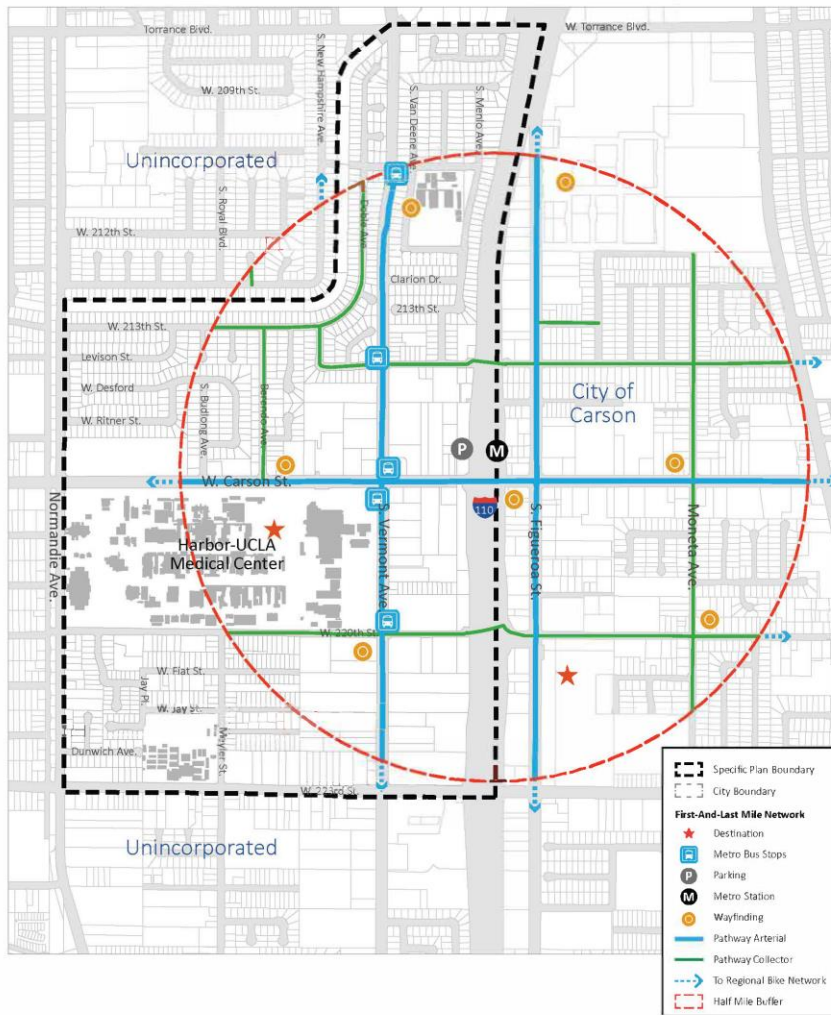 Torrance Blvd.
W. Torrance Blvd.
S. New Hampshire Ave.
W. 209th St.
S. Van Deene Ave.
S. Menlo Ave.
Unincorporated
S. Royal Blvd.
Doble Ave.
W. 212th St.
Clarion Dr.
213th St.
W. 213th St.
Levison St.
W. Desford
S. Budlong Ave.
Berendo Ave.
W. Ritner St.
City of
Carson
P
M
W. Carson St.
110
Normandie Ave.
Harbor-UCLA
Medical Center
S. Vermont Ave.
S. Figueroa St.
Moneta Ave.
W. 220th St.
W. Fiat St.
Jay Pl.
W. Jay St.
Meyler St.
Dunwich Ave.
W. 223rd St.
Unincorporated
Specific Plan Boundary
City Boundary
First-And-Last Mile Network
Destination
Metro Bus Stops
P Parking
M Metro Station
Wayfinding
Pathway Arterial
Pathway Collector
To Regional Bike Network
Half Mile Buffer